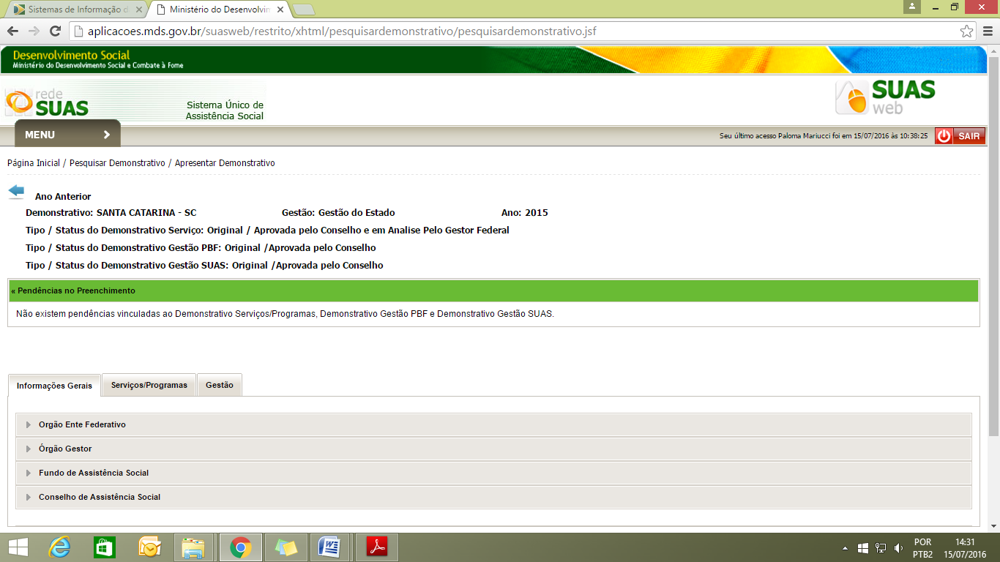 Sistemas de Informação d
Ministério do Desenvolvim
aplicacoes.mds.gov.br/suasweb/restrito/xhtml/pesquisardemonstrativo/pesquisardemonstrativo.jsf
Desenvolvimento Social
Ministério do Desenvolvimento Social e Combate à Fome
rede
SUAS
Sistema Único de
Assistência Social
SUAS
web
MENU
Seu último acesso Paloma Mariucci foi em 15/07/2016 às 10:38:25
SAIR
Página Inicial / Pesquisar Demonstrativo / Apresentar Demonstrativo
Ano Anterior
Demonstrativo: SANTA CATARINA - SC Gestão: Gestão do Estado Ano: 2015
Tipo / Status do Demonstrativo Serviço: Original / Aprovada pelo Conselho e em Analise Pelo Gestor Federal
Tipo / Status do Demonstrativo Gestão PBF: Original /Aprovada pelo Conselho
Tipo / Status do Demonstrativo Gestão SUAS: Original /Aprovada pelo Conselho
« Pendências no Preenchimento
Não existem pendências vinculadas ao Demonstrativo Serviços/Programas, Demonstrativo Gestão PBF e Demonstrativo Gestão SUAS.
Informações Gerais Serviços/Programas Gestão
Orgão Ente Federativo
Órgão Gestor
Fundo de Assistência Social
Conselho de Assistência Social
POR 14:31
PTB2 15/07/2016